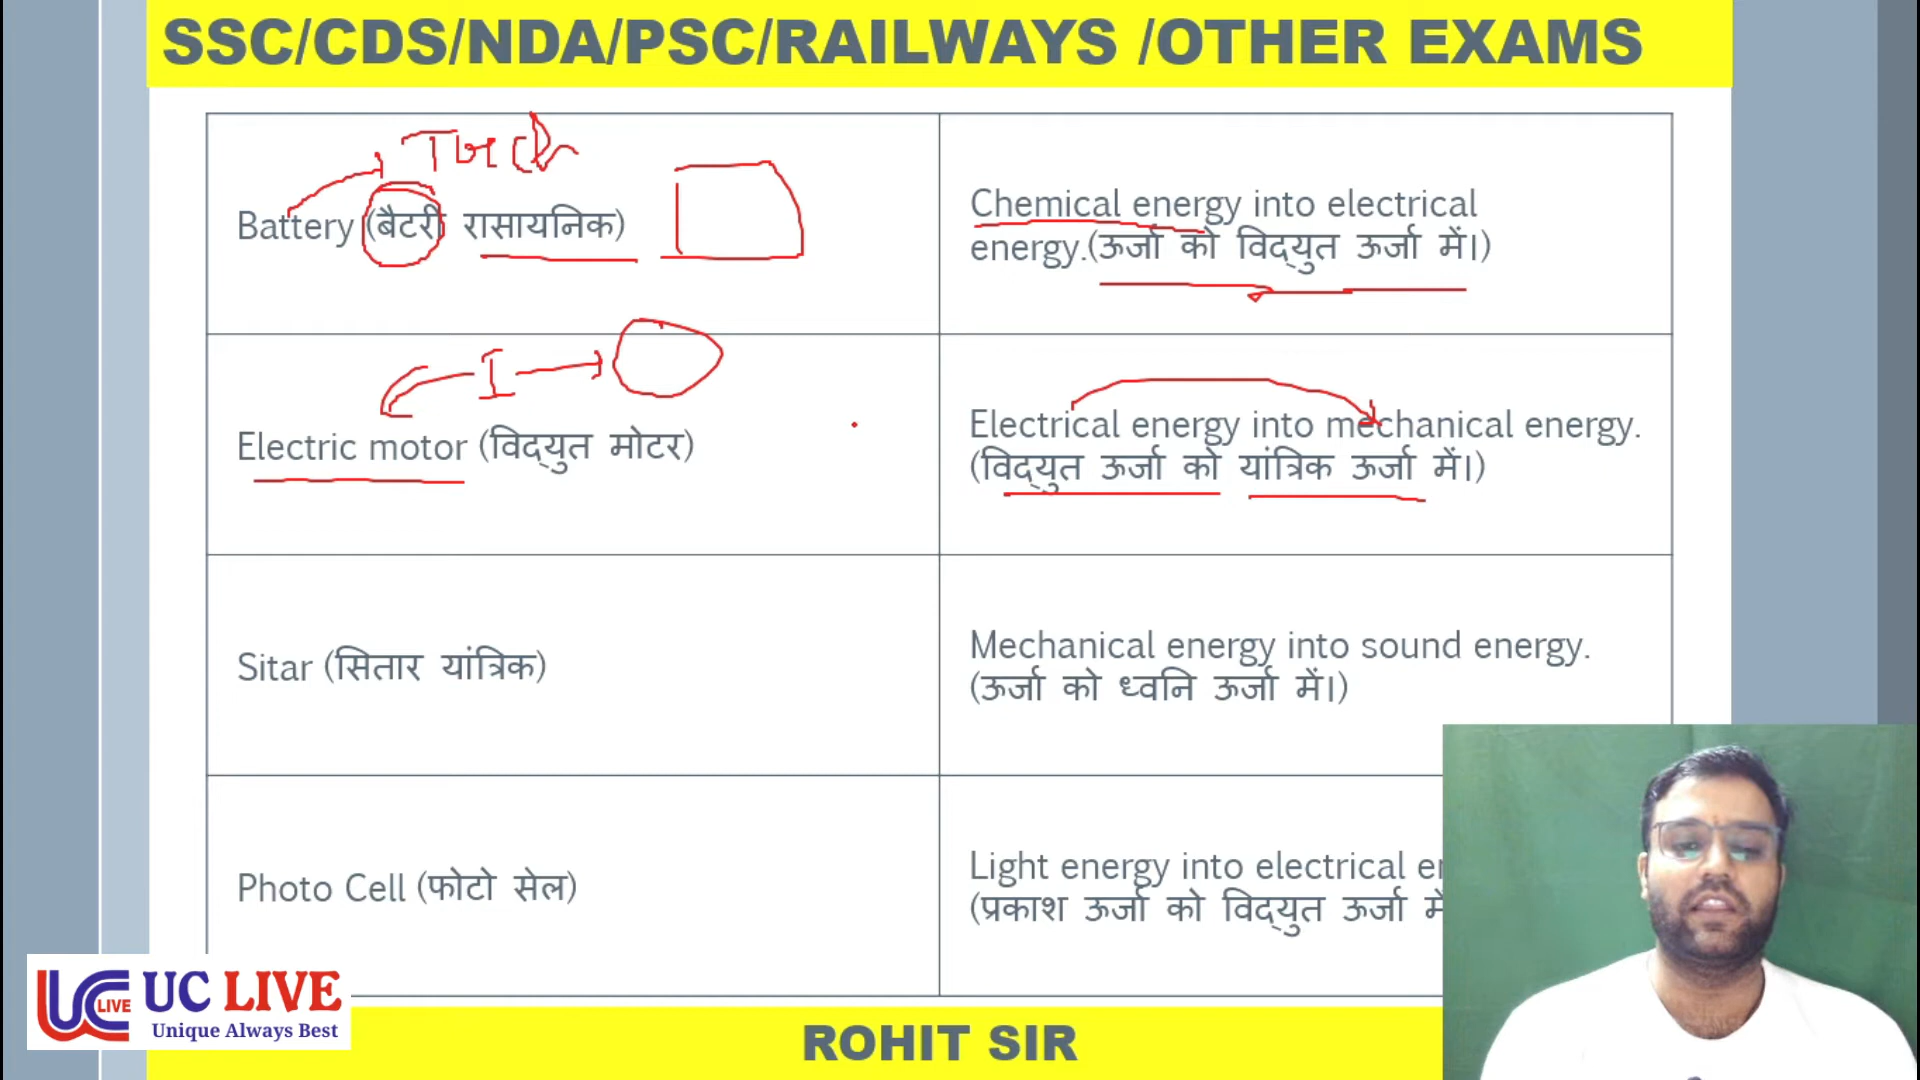 SSC/CDS/NDA/PSC/RAILWAYS /OTHER EXAMS
Torch
Battery (बैटरी रासायनिक)
Chemical energy into electrical
energy.(ऊर्जा को विद्युत ऊर्जा में।)
I
Electric motor (विद्युत मोटर)
Electrical energy into mechanical energy.
(विद्युत ऊर्जा को यांत्रिक ऊर्जा में।)
Sitar (सितार यांत्रिक)
Mechanical energy into sound energy.
(ऊर्जा को ध्वनि ऊर्जा में।)
Photo Cell (फोटो सेल)
Light energy into electrical
(प्रकाश ऊर्जा को विद्युत ऊर्जा में
LIVE
UC LIVE
Unique Always Best
ROHIT SIR